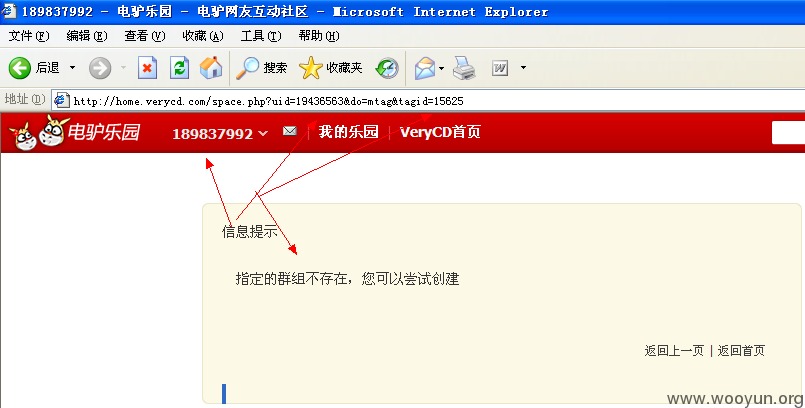 189837992 - 电驴乐园 - 电驴网友互动社区 - Microsoft Internet Explorer
文件(F) 编辑(E) 查看(V) 收藏(A) 工具(T) 帮助(H)
后退 搜索 收藏夹 W
地址(D) http://home.verycd.com/space.php?uid=19436563&do=mtag&tagid=15625
电驴乐园 189837992 | 我的乐园 | VeryCD首页
信息提示
指定的群组不存在，您可以尝试创建
返回上一页 | 返回首页
www.wooyun.org